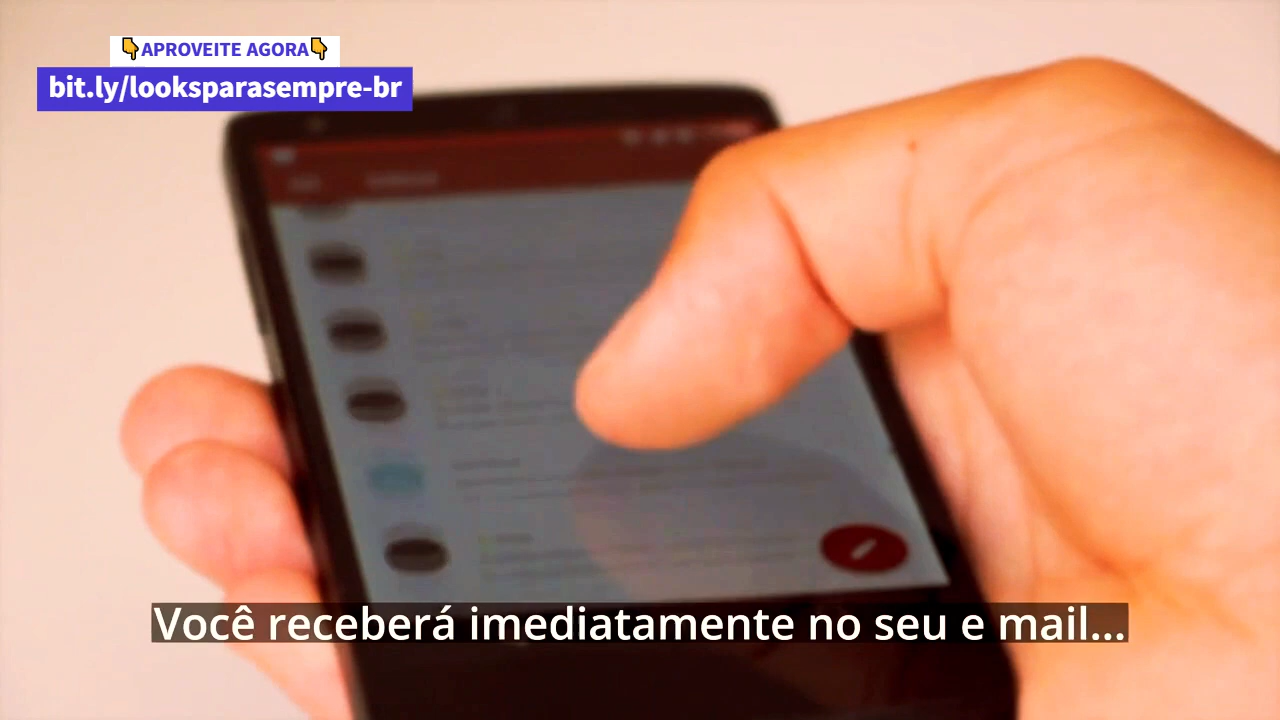 👇APROVEITE AGORA👇
bit.ly/looksparasempre-br
Você receberá imediatamente no seu e mail...